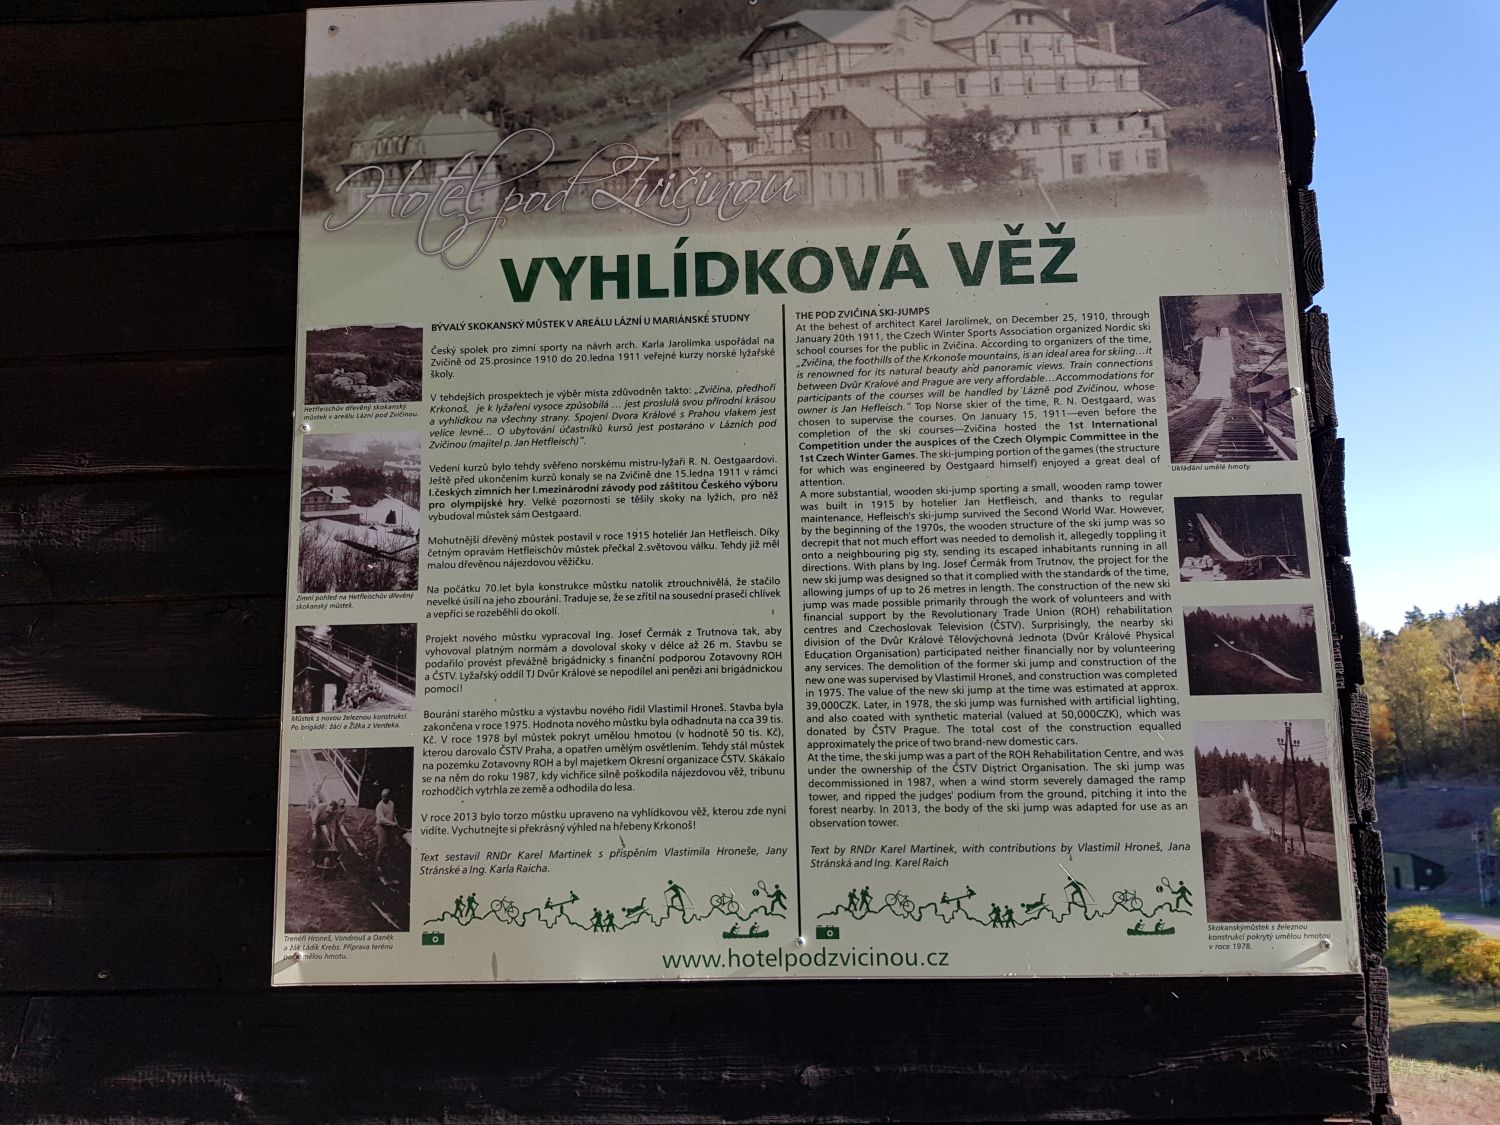 Hotel pod Zvičinou
VYHLÍDKOVÁ VĚŽ
BÝVALÝ SKOKANSKÝ MŮSTEK V AREÁLU LÁZNÍ U MARIÁNSKÉ STUDNY
Český spolek pro zimní sporty na návrh arch. Karla Jarolímka uspořádal na
Zvičině od 25.prosince 1910 do 20.ledna 1911 veřejné kurzy norské lyžařské
školy.
V tehdejších prospektech je výběr místa zdůvodněn takto: „Zvičina, předhoří
Krkonoš, je k lyžaření vysoce způsobilá ... jest proslulá svou přírodní krásou
a vyhlídkou na všechny strany. Spojení Dvora Králové s Prahou vlakem jest
velice levné... O ubytování účastníků kursů jest postaráno v Lázních pod
Zvičinou (majitel p. Jan Hetfleisch)“.
Vedení kurzů bylo tehdy svěřeno norskému mistru-lyžaři R. N. Oestgaardovi.
Ještě před ukončením kurzů konaly se na Zvičině dne 15.ledna 1911 v rámci
I.českých zimních her I.mezinárodní závody pod záštitou Českého výboru
pro olympijské hry. Velké pozornosti se těšily skoky na lyžích, pro něž
vybudoval můstek sám Oestgaard.
Mohutnější dřevěný můstek postavil v roce 1915 hoteliér Jan Hetfleisch. Díky
četným opravám Hetfleischův můstek přečkal 2.světovou válku. Tehdy již měl
malou dřevěnou nájezdovou věžičku.
Na počátku 70.let byla konstrukce můstku natolik ztrouchnivělá, že stačilo
nevelké úsilí na jeho zbourání. Traduje se, že se zřítil na sousední prasečí chlívek
a vepříci se rozeběhli do okolí.
Projekt nového můstku vypracoval Ing. Josef Čermák z Trutnova tak, aby
vyhovoval platným normám a dovoloval skoky v délce až 26 m. Stavbu se
podařilo provést převážně brigádnicky s finanční podporou Zotavovny ROH
a ČSTV. Lyžařský oddíl TJ Dvůr Králové se nepodílel ani penězi ani brigádnickou
pomocí!
Bourání starého můstku a výstavbu nového řídil Vlastimil Hroneš. Stavba byla
zakončena v roce 1975. Hodnota nového můstku byla odhadnuta na cca 39 tis.
Kč. V roce 1978 byl můstek pokryt umělou hmotou (v hodnotě 50 tis. Kč),
kterou darovalo ČSTV Praha, a opatřen umělým osvětlením. Tehdy stál můstek
na pozemku Zotavovny ROH a byl majetkem Okresní organizace ČSTV. Skákalo
se na něm do roku 1987, kdy vichřice silně poškodila nájezdovou věž, tribunu
rozhodčích vytrhla ze země a odhodila do lesa.
V roce 2013 bylo torzo můstku upraveno na vyhlídkovou věž, kterou zde nyní
vidíte. Vychutnejte si překrásný výhled na hřebeny Krkonoš!
Text sestavil RNDr Karel Martinek s přispěním Vlastimila Hroneše, Jany
Stránské a Ing. Karla Raicha.
THE POD ZVIČINA SKI-JUMPS
At the behest of architect Karel Jarolímek, on December 25, 1910, through
January 20th 1911, the Czech Winter Sports Association organized Nordic ski
school courses for the public in Zvičina. According to organizers of the time,
„Zvičina, the foothills of the Krkonoše mountains, is an ideal area for skiing...it
is renowned for its natural beauty and panoramic views. Train connections
between Dvůr Kralové and Prague are very affordable...Accommodations for
participants of the courses will be handled by Lázně pod Zvičinou, whose
owner is Jan Hefleisch.“ Top Norse skier of the time, R. N. Oestgaard, was
chosen to supervise the courses. On January 15, 1911—even before the
completion of the ski courses—Zvičina hosted the 1st International
Competition under the auspices of the Czech Olympic Committee in the
1st Czech Winter Games. The ski-jumping portion of the games (the structure
for which was engineered by Oestgaard himself) enjoyed a great deal of
attention.
A more substantial, wooden ski-jump sporting a small, wooden ramp tower
was built in 1915 by hotelier Jan Hetfleisch, and thanks to regular
maintenance, Hefleisch's ski-jump survived the Second World War. However,
by the beginning of the 1970s, the wooden structure of the ski jump was so
decrepit that not much effort was needed to demolish it, allegedly toppling it
onto a neighbouring pig sty, sending its escaped inhabitants running in all
directions. With plans by Ing. Josef Čermák from Trutnov, the project for the
new ski jump was designed so that it complied with the standards of the time,
allowing jumps of up to 26 metres in length. The construction of the new ski
jump was made possible primarily through the work of volunteers and with
financial support by the Revolutionary Trade Union (ROH) rehabilitation
centres and Czechoslovak Television (ČSTV). Surprisingly, the nearby ski
division of the Dvůr Králové Tělovýchovná Jednota (Dvůr Králové Physical
Education Organisation) participated neither financially nor by volunteering
any services. The demolition of the former ski jump and construction of the
new one was supervised by Vlastimil Hroneš, and construction was completed
in 1975. The value of the new ski jump at the time was estimated at approx.
39,000CZK. Later, in 1978, the ski jump was furnished with artificial lighting,
and also coated with synthetic material (valued at 50,000CZK), which was
donated by ČSTV Prague. The total cost of the construction equalled
approximately the price of two brand-new domestic cars.
At the time, the ski jump was a part of the ROH Rehabilitation Centre, and was
under the ownership of the ČSTV District Organisation. The ski jump was
decommissioned in 1987, when a wind storm severely damaged the ramp
tower, and ripped the judges' podium from the ground, pitching it into the
forest nearby. In 2013, the body of the ski jump was adapted for use as an
observation tower.
Text by RNDr Karel Martinek, with contributions by Vlastimil Hroneš, Jana
Stránská and Ing. Karel Raich
Hetfleischův dřevěný skokanský
můstek v areálu Lázní pod Zvičinou.
Zimní pohled na Hetfleischův dřevěný
skokanský můstek.
Můstek s novou železnou konstrukcí.
Po brigádě: žáci a Žižka z Verdeka.
Trenéři Hroneš, Vondrouš a Daněk
a žák Ládík Krebs. Příprava terénu
pod umělou hmotu.
Ukládání umělé hmoty.
Skokanskýmůstek s železnou
konstrukcí pokrytý umělou hmotou
v roce 1978.
www.hotelpodzvicinou.cz